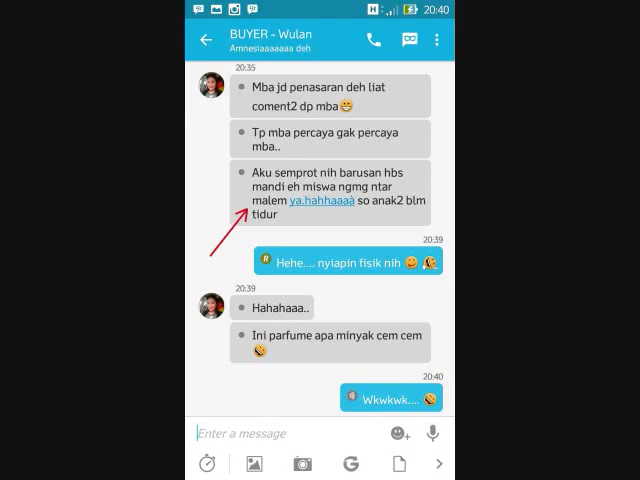 20:40
BUYER - Wulan
Amnesiaaaaaaa deh
20:35
Mba jd penasaran deh liat
coment2 dp mba😁
Tp mba percaya gak percaya
mba..
Aku semprot nih barusan hbs
mandi eh miswa ngmg ntar
malem ya.hahhaaaà so anak2 blm
tidur
20:39
R
Hehe.... nyiapin fisik nih
20:39
Hahahaaa..
Ini parfume apa minyak cem cem
20:40
Wkwkwk....
Enter a message